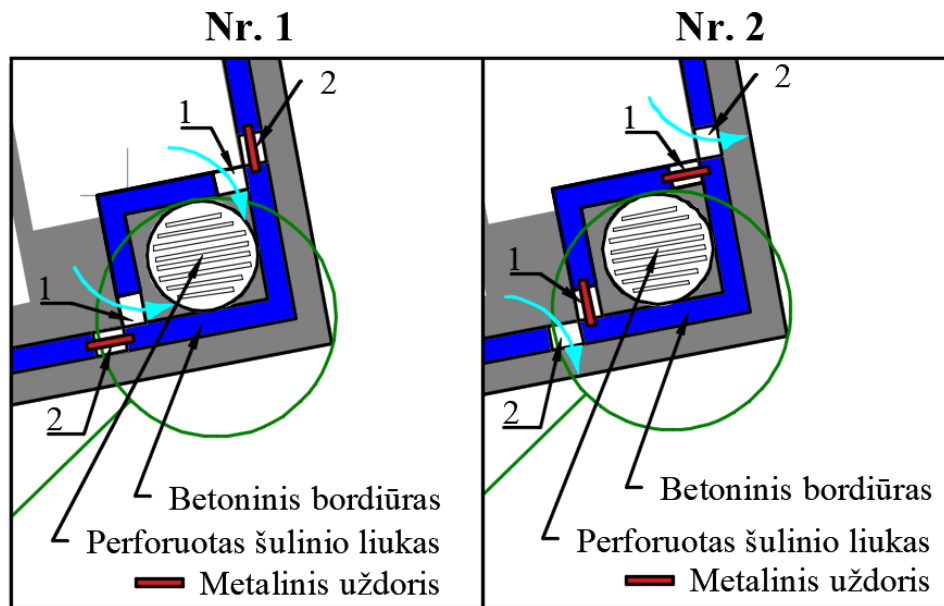 Nr. 1
2
1
1
2
Betoninis bordiūras
Perforuotas šulinio liukas
Metalinis uždoris
Nr. 2
2
1
1
2
Betoninis bordiūras
Perforuotas šulinio liukas
Metalinis uždoris